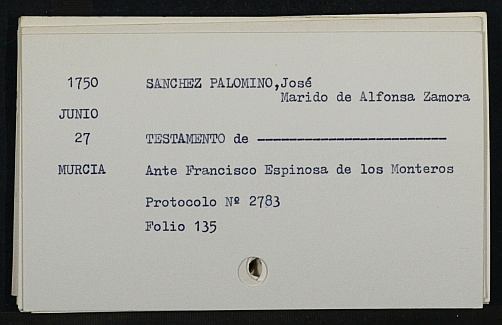 1750 SANCHEZ PALOMINO,José
Marido de Alfonsa Zamora
JUNIO
27 TESTAMENTO de ------------------------
MURCIA Ante Francisco Espinosa de los Monteros
Protocolo Nº 2783
Folio 135